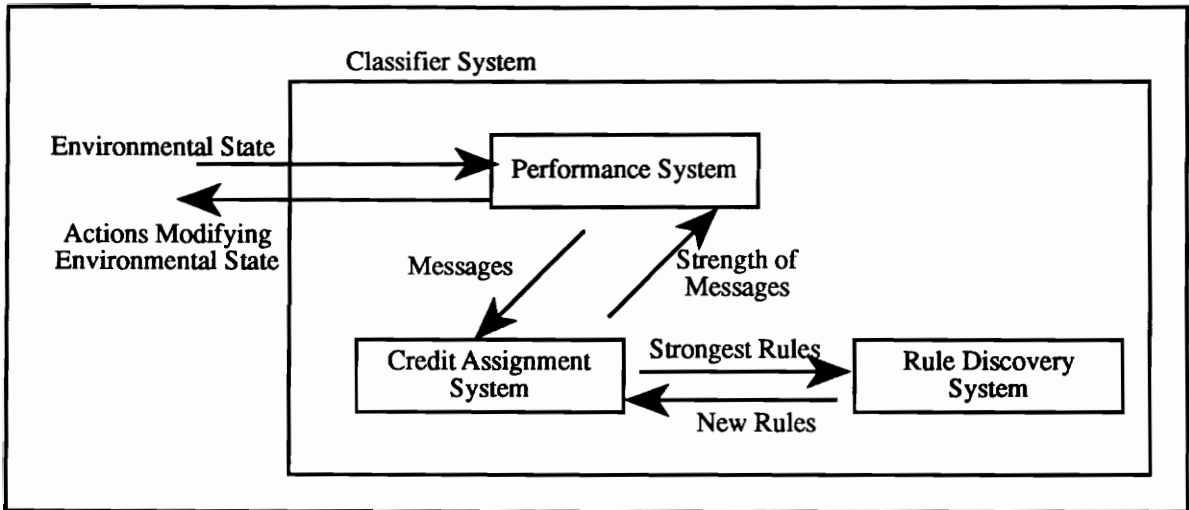 Classifier System
Environmental State
Performance System
Actions Modifying
Environmental State
Messages
Strength of
Messages
Credit Assignment
System
Strongest Rules
Rule Discovery
System
New Rules